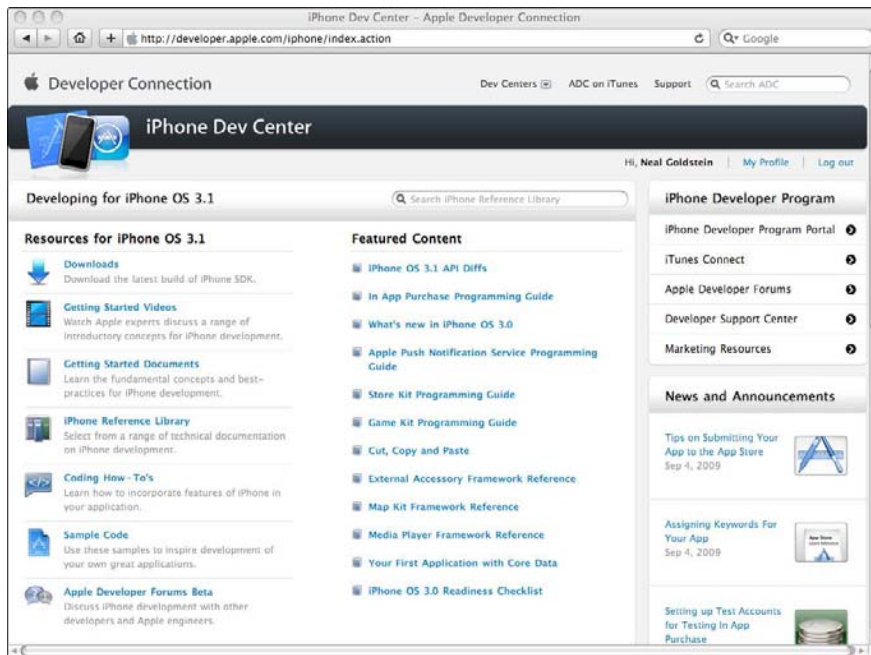 iPhone Dev Center - Apple Developer Connection
http://developer.apple.com/iphone/index.action
Google
Developer Connection
Dev Centers
ADC on iTunes
Support
Search ADC
iPhone Dev Center
Hi, Neal Goldstein
My Profile
Log out
Developing for iPhone OS 3.1
Search iPhone Reference Library
Resources for iPhone OS 3.1
Downloads
Download the latest build of iPhone SDK.
Getting Started Videos
Watch Apple experts discuss a range of
introductory concepts for iPhone development.
Getting Started Documents
Learn the fundamental concepts and best-
practices for iPhone development.
iPhone Reference Library
Select from a range of technical documentation
on iPhone development.
Coding How-To's
Learn how to incorporate features of iPhone in
your application.
Sample Code
Use these samples to inspire development of
your own great applications.
Apple Developer Forums Beta
Discuss iPhone development with other
developers and Apple engineers.
Featured Content
iPhone OS 3.1 API Diffs
In App Purchase Programming Guide
What's new in iPhone OS 3.0
Apple Push Notification Service Programming
Guide
Store Kit Programming Guide
Game Kit Programming Guide
Cut, Copy and Paste
External Accessory Framework Reference
Map Kit Framework Reference
Media Player Framework Reference
Your First Application with Core Data
iPhone OS 3.0 Readiness Checklist
iPhone Developer Program
iPhone Developer Program Portal
iTunes Connect
Apple Developer Forums
Developer Support Center
Marketing Resources
News and Announcements
Tips on Submitting Your
App to the App Store
Sep 4, 2009
Assigning Keywords For
Your App
Sep 4, 2009
App Store
Setting up Test Accounts
for Testing In App
Purchase